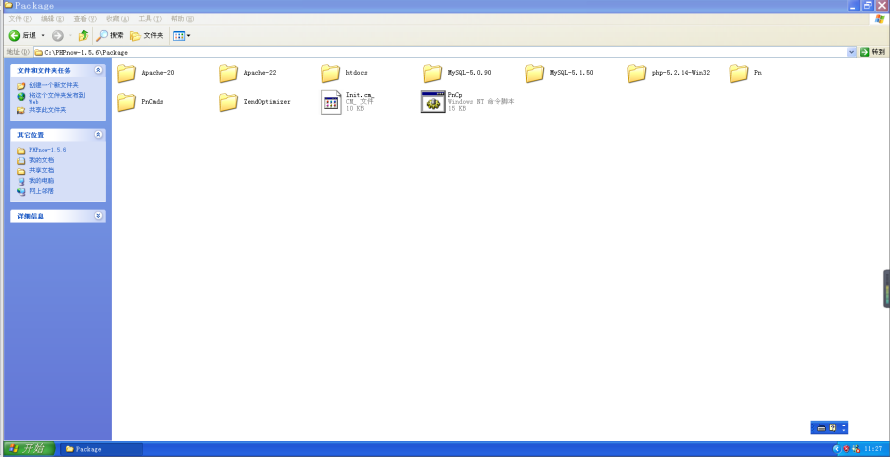 Package
文件(F) 编辑(E) 查看(V) 收藏(A) 工具(T) 帮助(H)
后退 搜索 文件夹
地址(D) C:\PHPnow-1.5.6\Package 转到
文件和文件夹任务
创建一个新文件夹
将这个文件夹发布到
Web
共享此文件夹
其它位置
PHPnow-1.5.6
我的文档
共享文档
我的电脑
网上邻居
详细信息
Apache-20 Apache-22 htdocs MySQL-5.0.90 MySQL-5.1.50 php-5.2.14-Win32 Pn
PnCmds ZendOptimizer
Init.cm_
CM_ 文件
10 KB
PnCp
Windows NT 命令脚本
15 KB
开始 Package 11:27